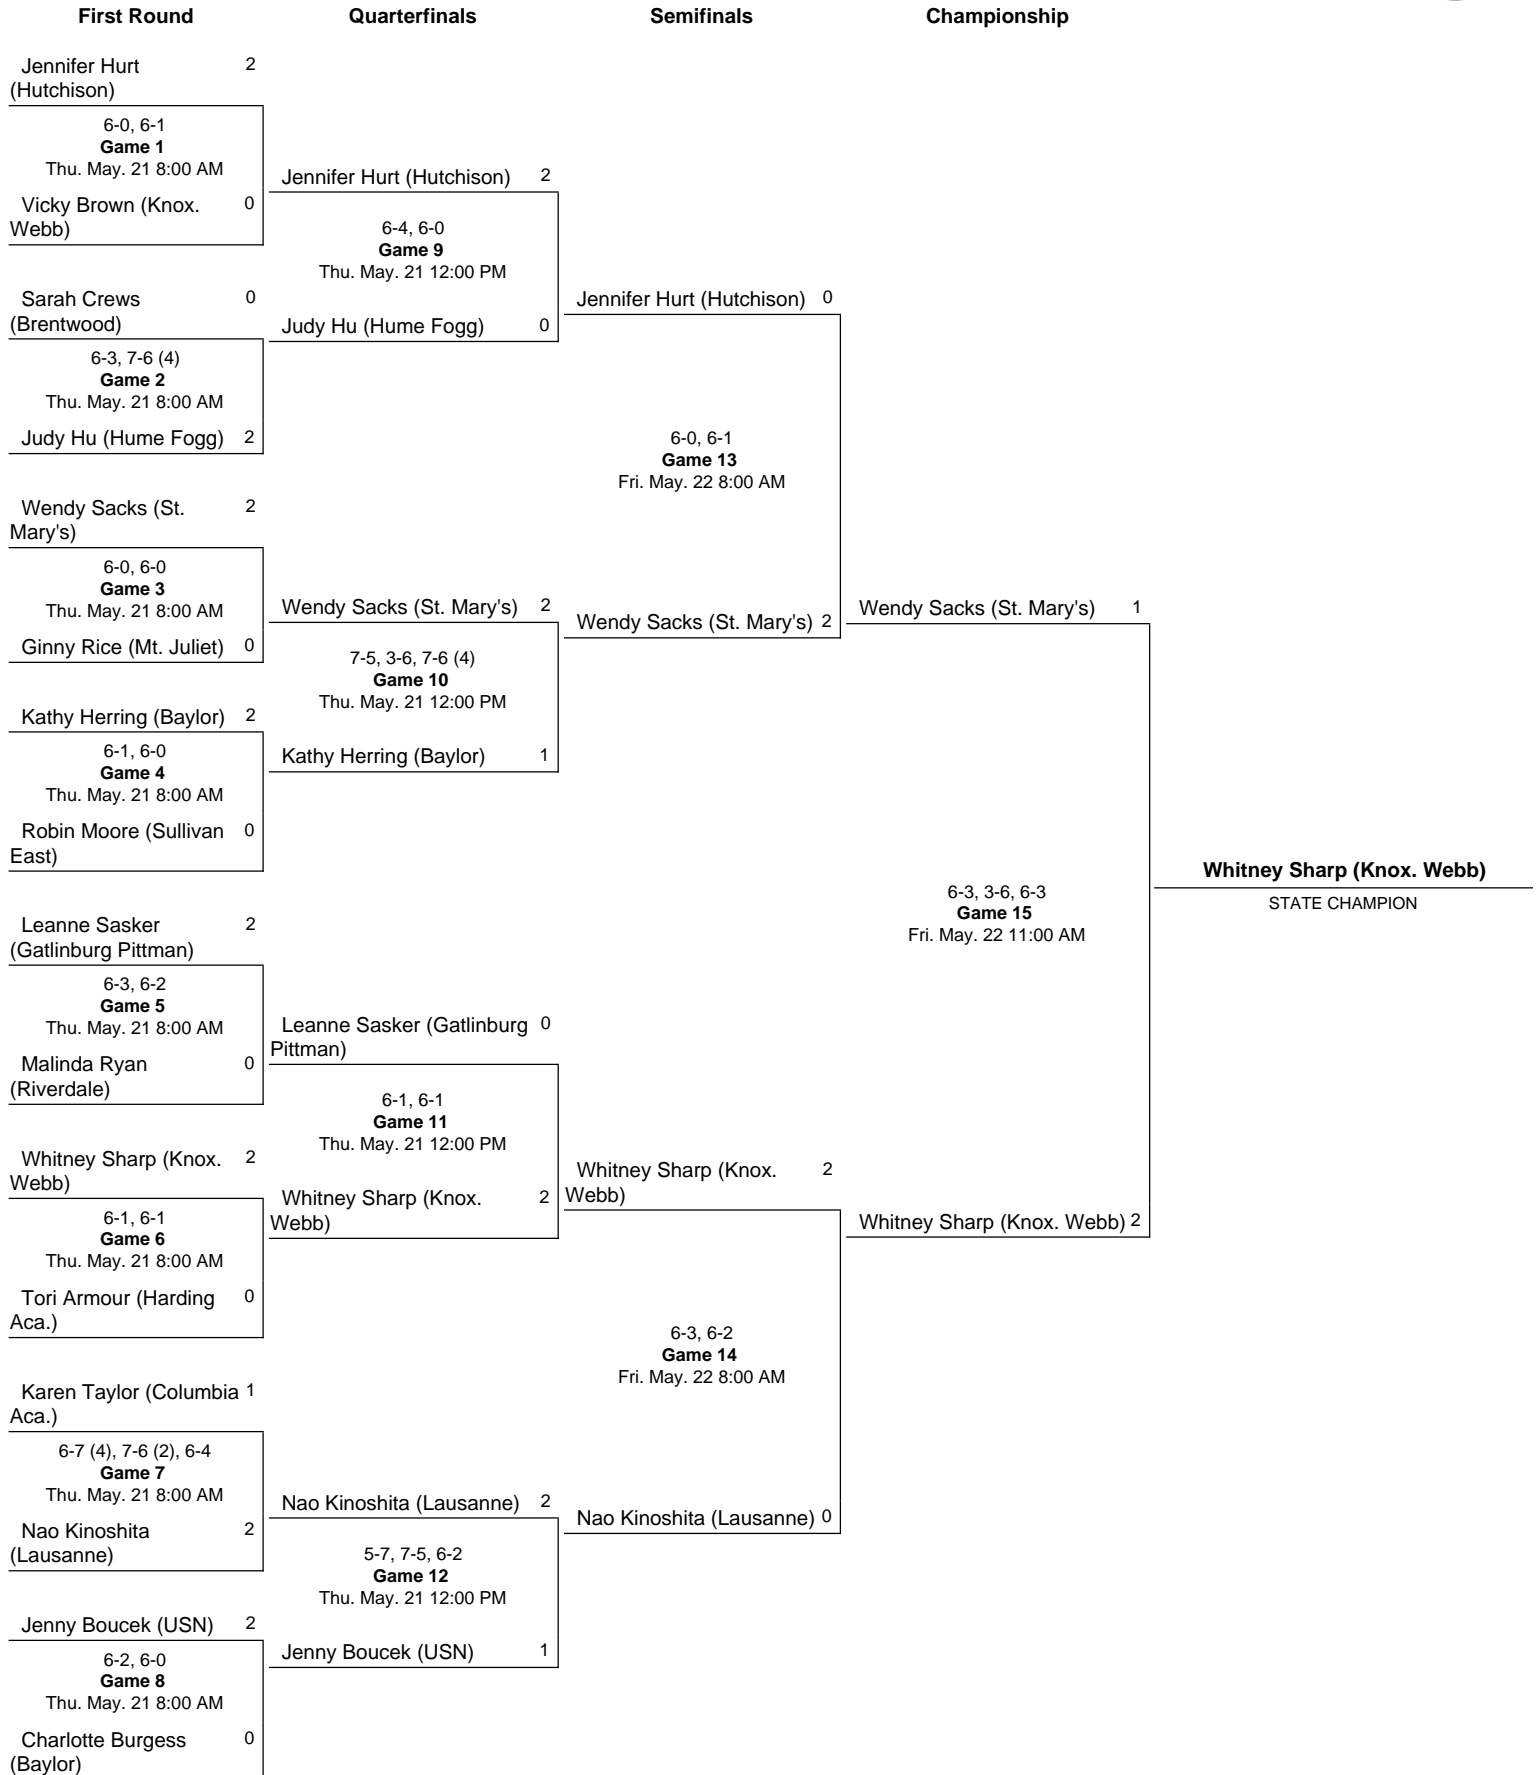 First Round
Quarterfinals
Semifinals
Championship
Jennifer Hurt 2
(Hutchison)
6-0, 6-1
Game 1
Thu. May. 21 8:00 AM
Vicky Brown (Knox. 0
Webb)
Sarah Crews 0
(Brentwood)
6-3, 7-6 (4)
Game 2
Thu. May. 21 8:00 AM
Judy Hu (Hume Fogg) 2
Wendy Sacks (St. 2
Mary's)
6-0, 6-0
Game 3
Thu. May. 21 8:00 AM
Ginny Rice (Mt. Juliet) 0
Kathy Herring (Baylor) 2
6-1, 6-0
Game 4
Thu. May. 21 8:00 AM
Robin Moore (Sullivan 0
East)
Leanne Sasker 2
(Gatlinburg Pittman)
6-3, 6-2
Game 5
Thu. May. 21 8:00 AM
Malinda Ryan 0
(Riverdale)
Whitney Sharp (Knox. 2
Webb)
6-1, 6-1
Game 6
Thu. May. 21 8:00 AM
Tori Armour (Harding 0
Aca.)
Karen Taylor (Columbia 1
Aca.)
6-7 (4), 7-6 (2), 6-4
Game 7
Thu. May. 21 8:00 AM
Nao Kinoshita 2
(Lausanne)
Jenny Boucek (USN) 2
6-2, 6-0
Game 8
Thu. May. 21 8:00 AM
Charlotte Burgess 0
(Baylor)
Jennifer Hurt (Hutchison) 2
6-4, 6-0
Game 9
Thu. May. 21 12:00 PM
Judy Hu (Hume Fogg) 0
Wendy Sacks (St. Mary's) 2
7-5, 3-6, 7-6 (4)
Game 10
Thu. May. 21 12:00 PM
Kathy Herring (Baylor) 1
Leanne Sasker (Gatlinburg 0
Pittman)
6-1, 6-1
Game 11
Thu. May. 21 12:00 PM
Whitney Sharp (Knox. 2
Webb)
Nao Kinoshita (Lausanne) 2
5-7, 7-5, 6-2
Game 12
Thu. May. 21 12:00 PM
Jenny Boucek (USN) 1
Jennifer Hurt (Hutchison) 0
6-0, 6-1
Game 13
Fri. May. 22 8:00 AM
Wendy Sacks (St. Mary's) 2
Whitney Sharp (Knox. 2
Webb)
6-3, 6-2
Game 14
Fri. May. 22 8:00 AM
Nao Kinoshita (Lausanne) 0
Wendy Sacks (St. Mary's) 1
6-3, 3-6, 6-3
Game 15
Fri. May. 22 11:00 AM
Whitney Sharp (Knox. Webb) 2
Whitney Sharp (Knox. Webb)
STATE CHAMPION